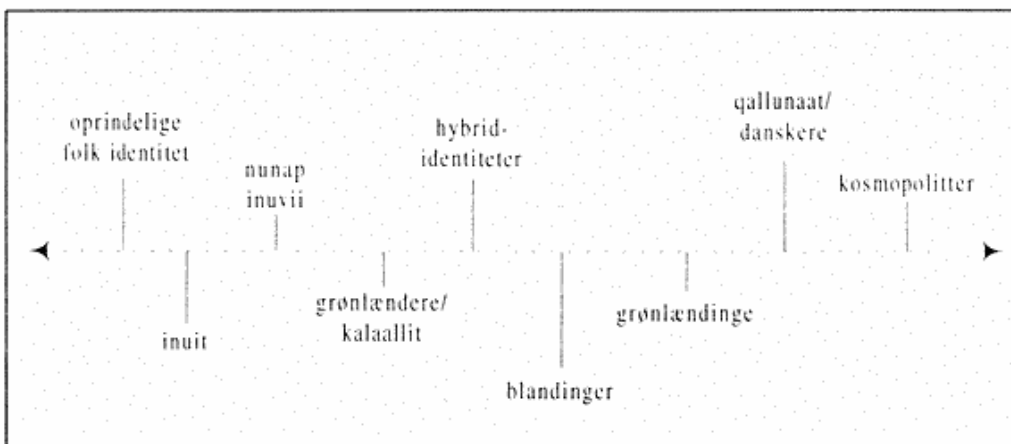 oprindelige
folk identitet
inuit
nunap
inuvii
grønlændere/
kalaallit
hybrid-
identiteter
blandinger
grønlændinge
qallunaat/
danskere
kosmopolitter